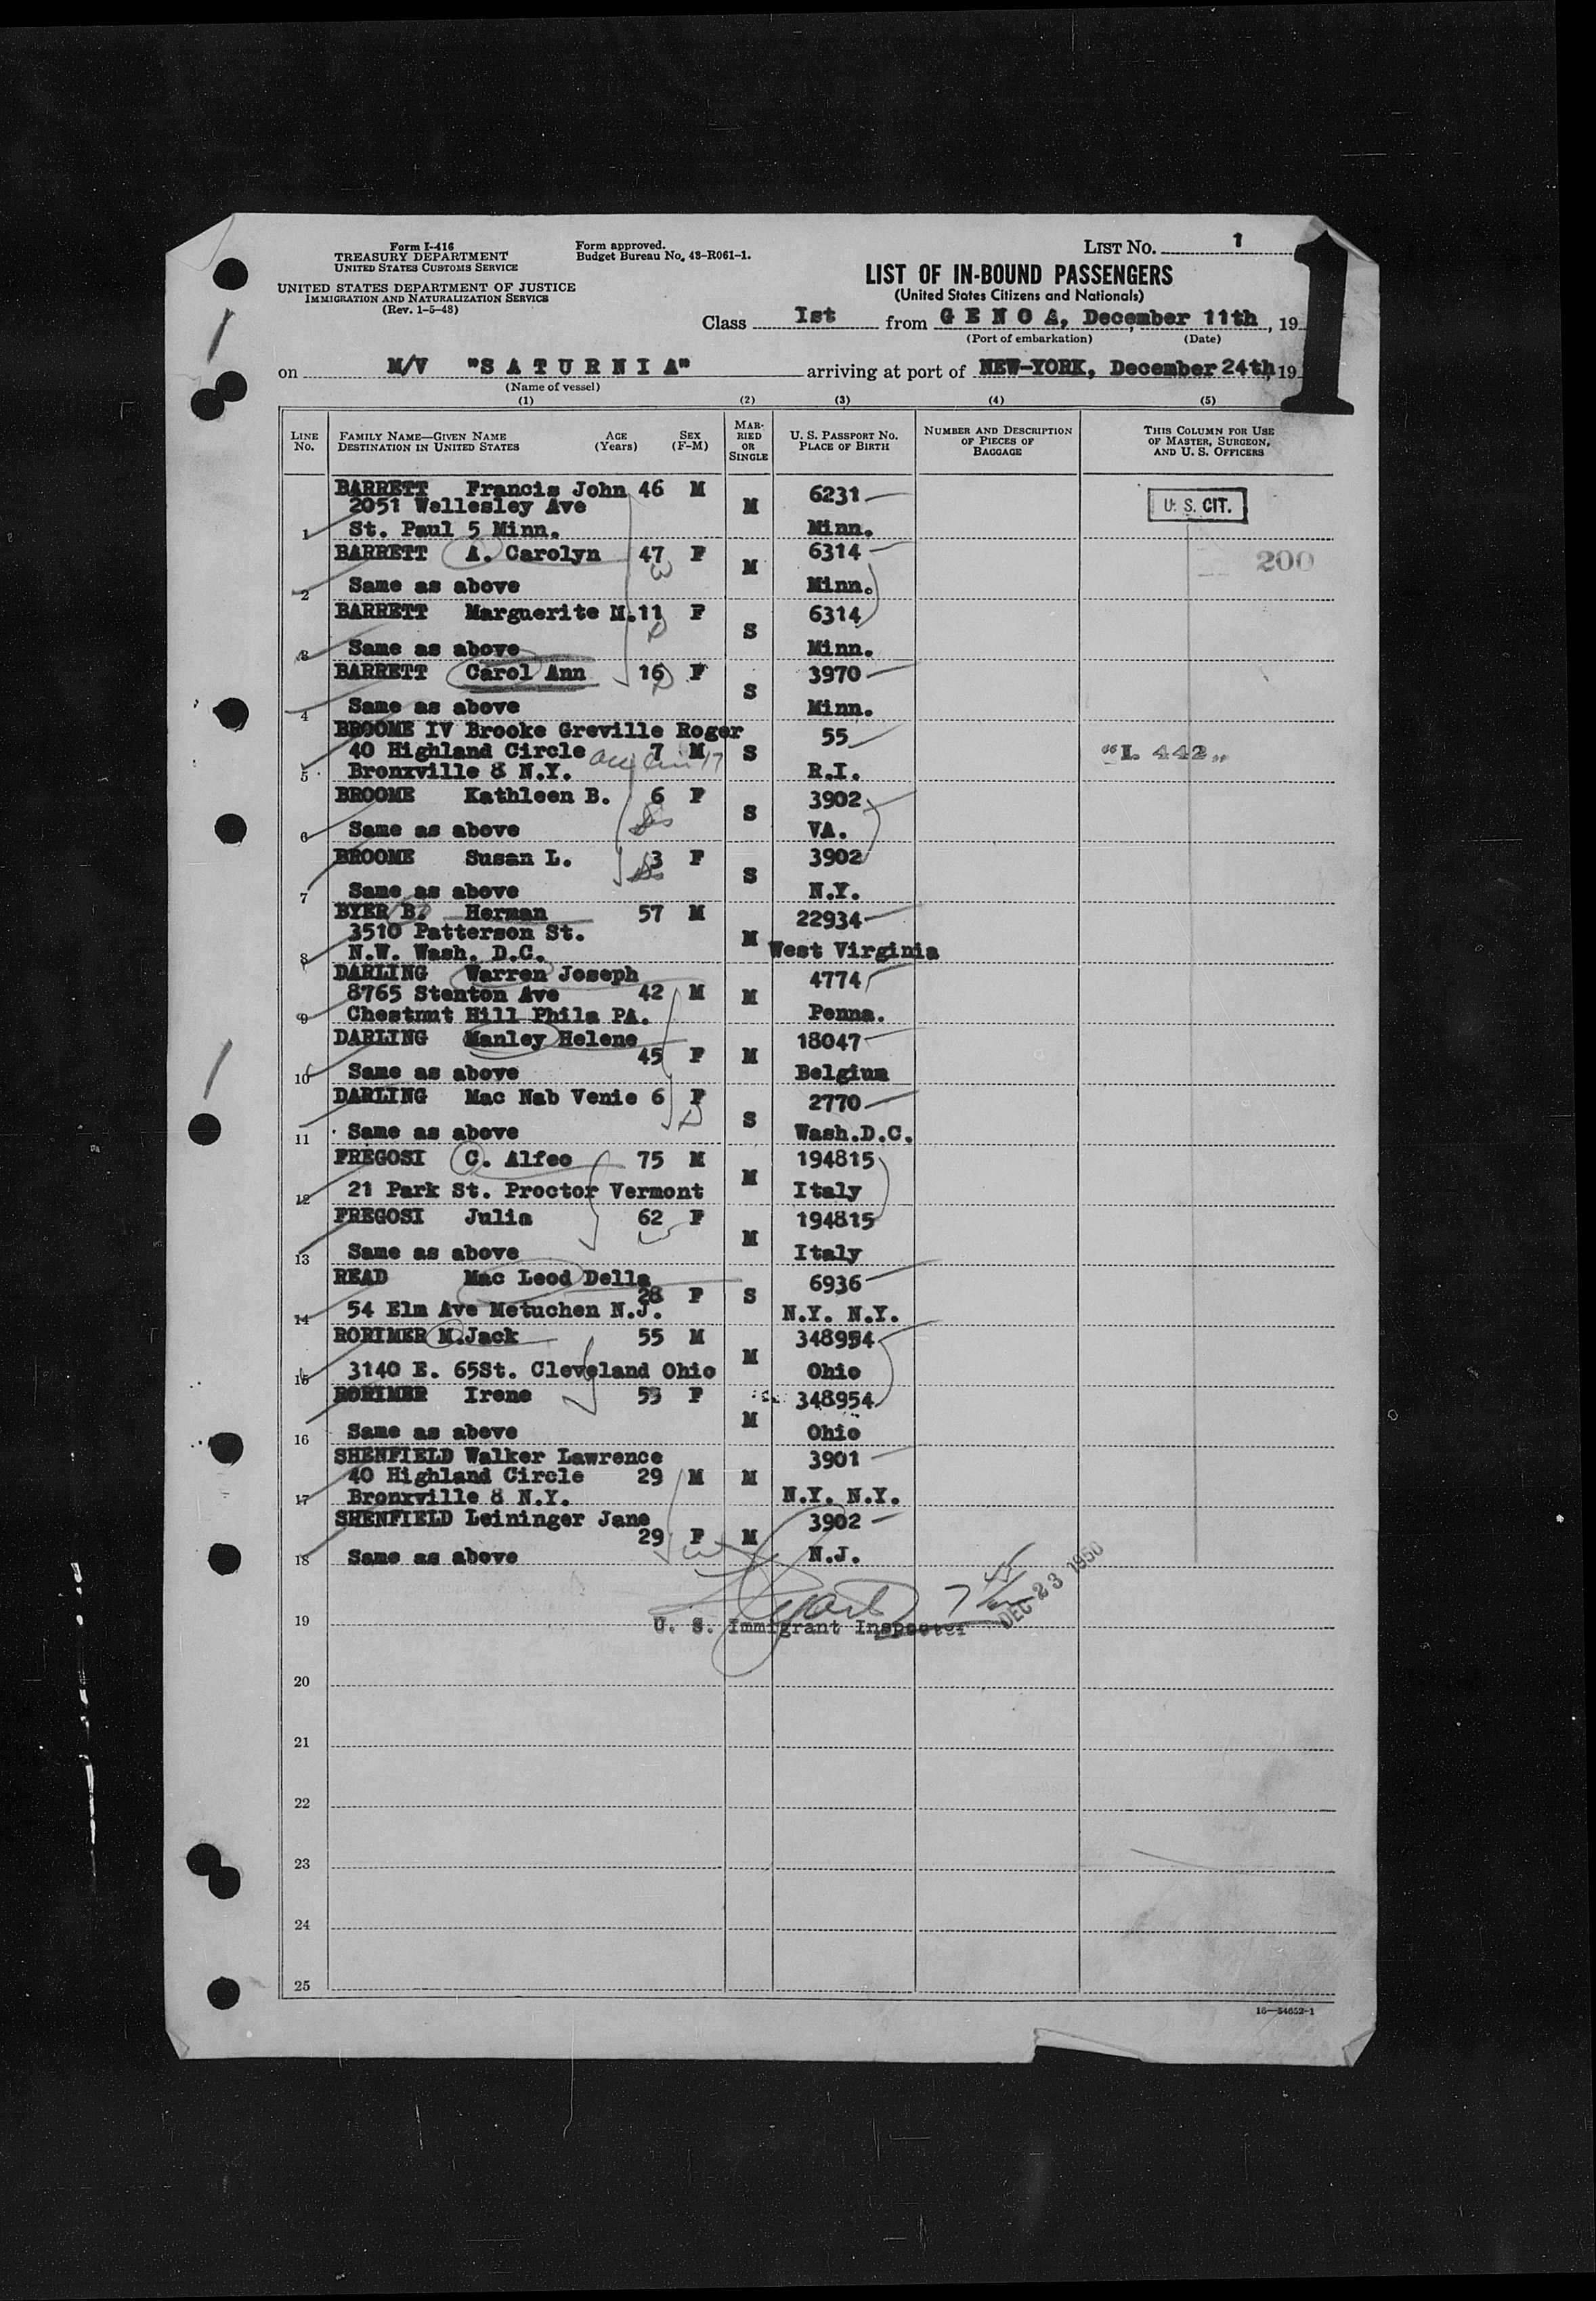 Form I-416
TREASURY DEPARTMENT
UNITED STATES CUSTOMS SERVICE
UNITED STATES DEPARTMENT OF JUSTICE
IMMIGRATION AND NATURALIZATION SERVICE
(Rev. 1-5-48)
Form approved.
Budget Bureau No. 43-R061-1.
LIST NO. 1
1
LIST OF IN-BOUND PASSENGERS
(United States Citizens and Nationals)
Class Ist from G E N O A, December 11th, 19
(Port of embarkation) (Date)
on M/V "S A T U R N I A" arriving at port of NEW-YORK, December 24th, 19
(Name of vessel)
(1) (2) (3) (4) (5)
LINE NO.
FAMILY NAME—GIVEN NAME AGE SEX
DESTINATION IN UNITED STATES (Years) (F-M)
MARRIED OR SINGLE
U. S. PASSPORT NO.
PLACE OF BIRTH
NUMBER AND DESCRIPTION OF PIECES OF BAGGAGE
THIS COLUMN FOR USE OF MASTER, SURGEON, AND U. S. OFFICERS
BARRETT Francis John 46 M M 6231 U. S. CIT.
2051 Wellesley Ave
1 St. Paul 5 Minn. Minn.
BARRETT A. Carolyn 47 F M 6314 200
2 Same as above Minn.
BARRETT Marguerite M. 11 F S 6314
3 Same as above Minn.
BARRETT Carol Ann 16 F S 3970
4 Same as above Minn.
BROOME IV Brooke Greville Roger 55
40 Highland Circle 7 M S "L 442"
5 Bronxville 8 N.Y. R.I.
BROOME Kathleen B. 6 F S 3902
6 Same as above VA.
BROOME Susan L. 3 F S 3902
7 Same as above N.Y.
BYER B. Herman 57 M 22934
3510 Patterson St. M
8 N.W. Wash. D.C. West Virginia
DARLING Warren Joseph 4774
8765 Stenton Ave 42 M M
9 Chestnut Hill Phila PA. Penna.
DARLING Manley Helene 18047
45 F M
10 Same as above Belgium
DARLING Mac Nab Venie 6 F S 2770
11 Same as above Wash.D.C.
FREGOSI C. Alfeo 75 M M 194815
12 21 Park St. Proctor Vermont Italy
FREGOSI Julia 62 F M 194815
13 Same as above Italy
READ Mac Leod Della 6936
28 F S
14 54 Elm Ave Metuchen N.J. N.Y. N.Y.
RORIMER M.Jack 55 M M 348954
15 3140 E. 65St. Cleveland Ohio Ohio
RORIMER Irene 53 F M 348954
16 Same as above Ohio
SHENFIELD Walker Lawrence 3901
40 Highland Circle 29 M M
17 Bronxville 8 N.Y. N.Y. N.Y.
SHENFIELD Leininger Jane 3902
29 F M
18 Same as above N.J.
DEC 23 1950
19 U. S. Immigrant Inspector
20
21
22
23
24
25
16—54652-1